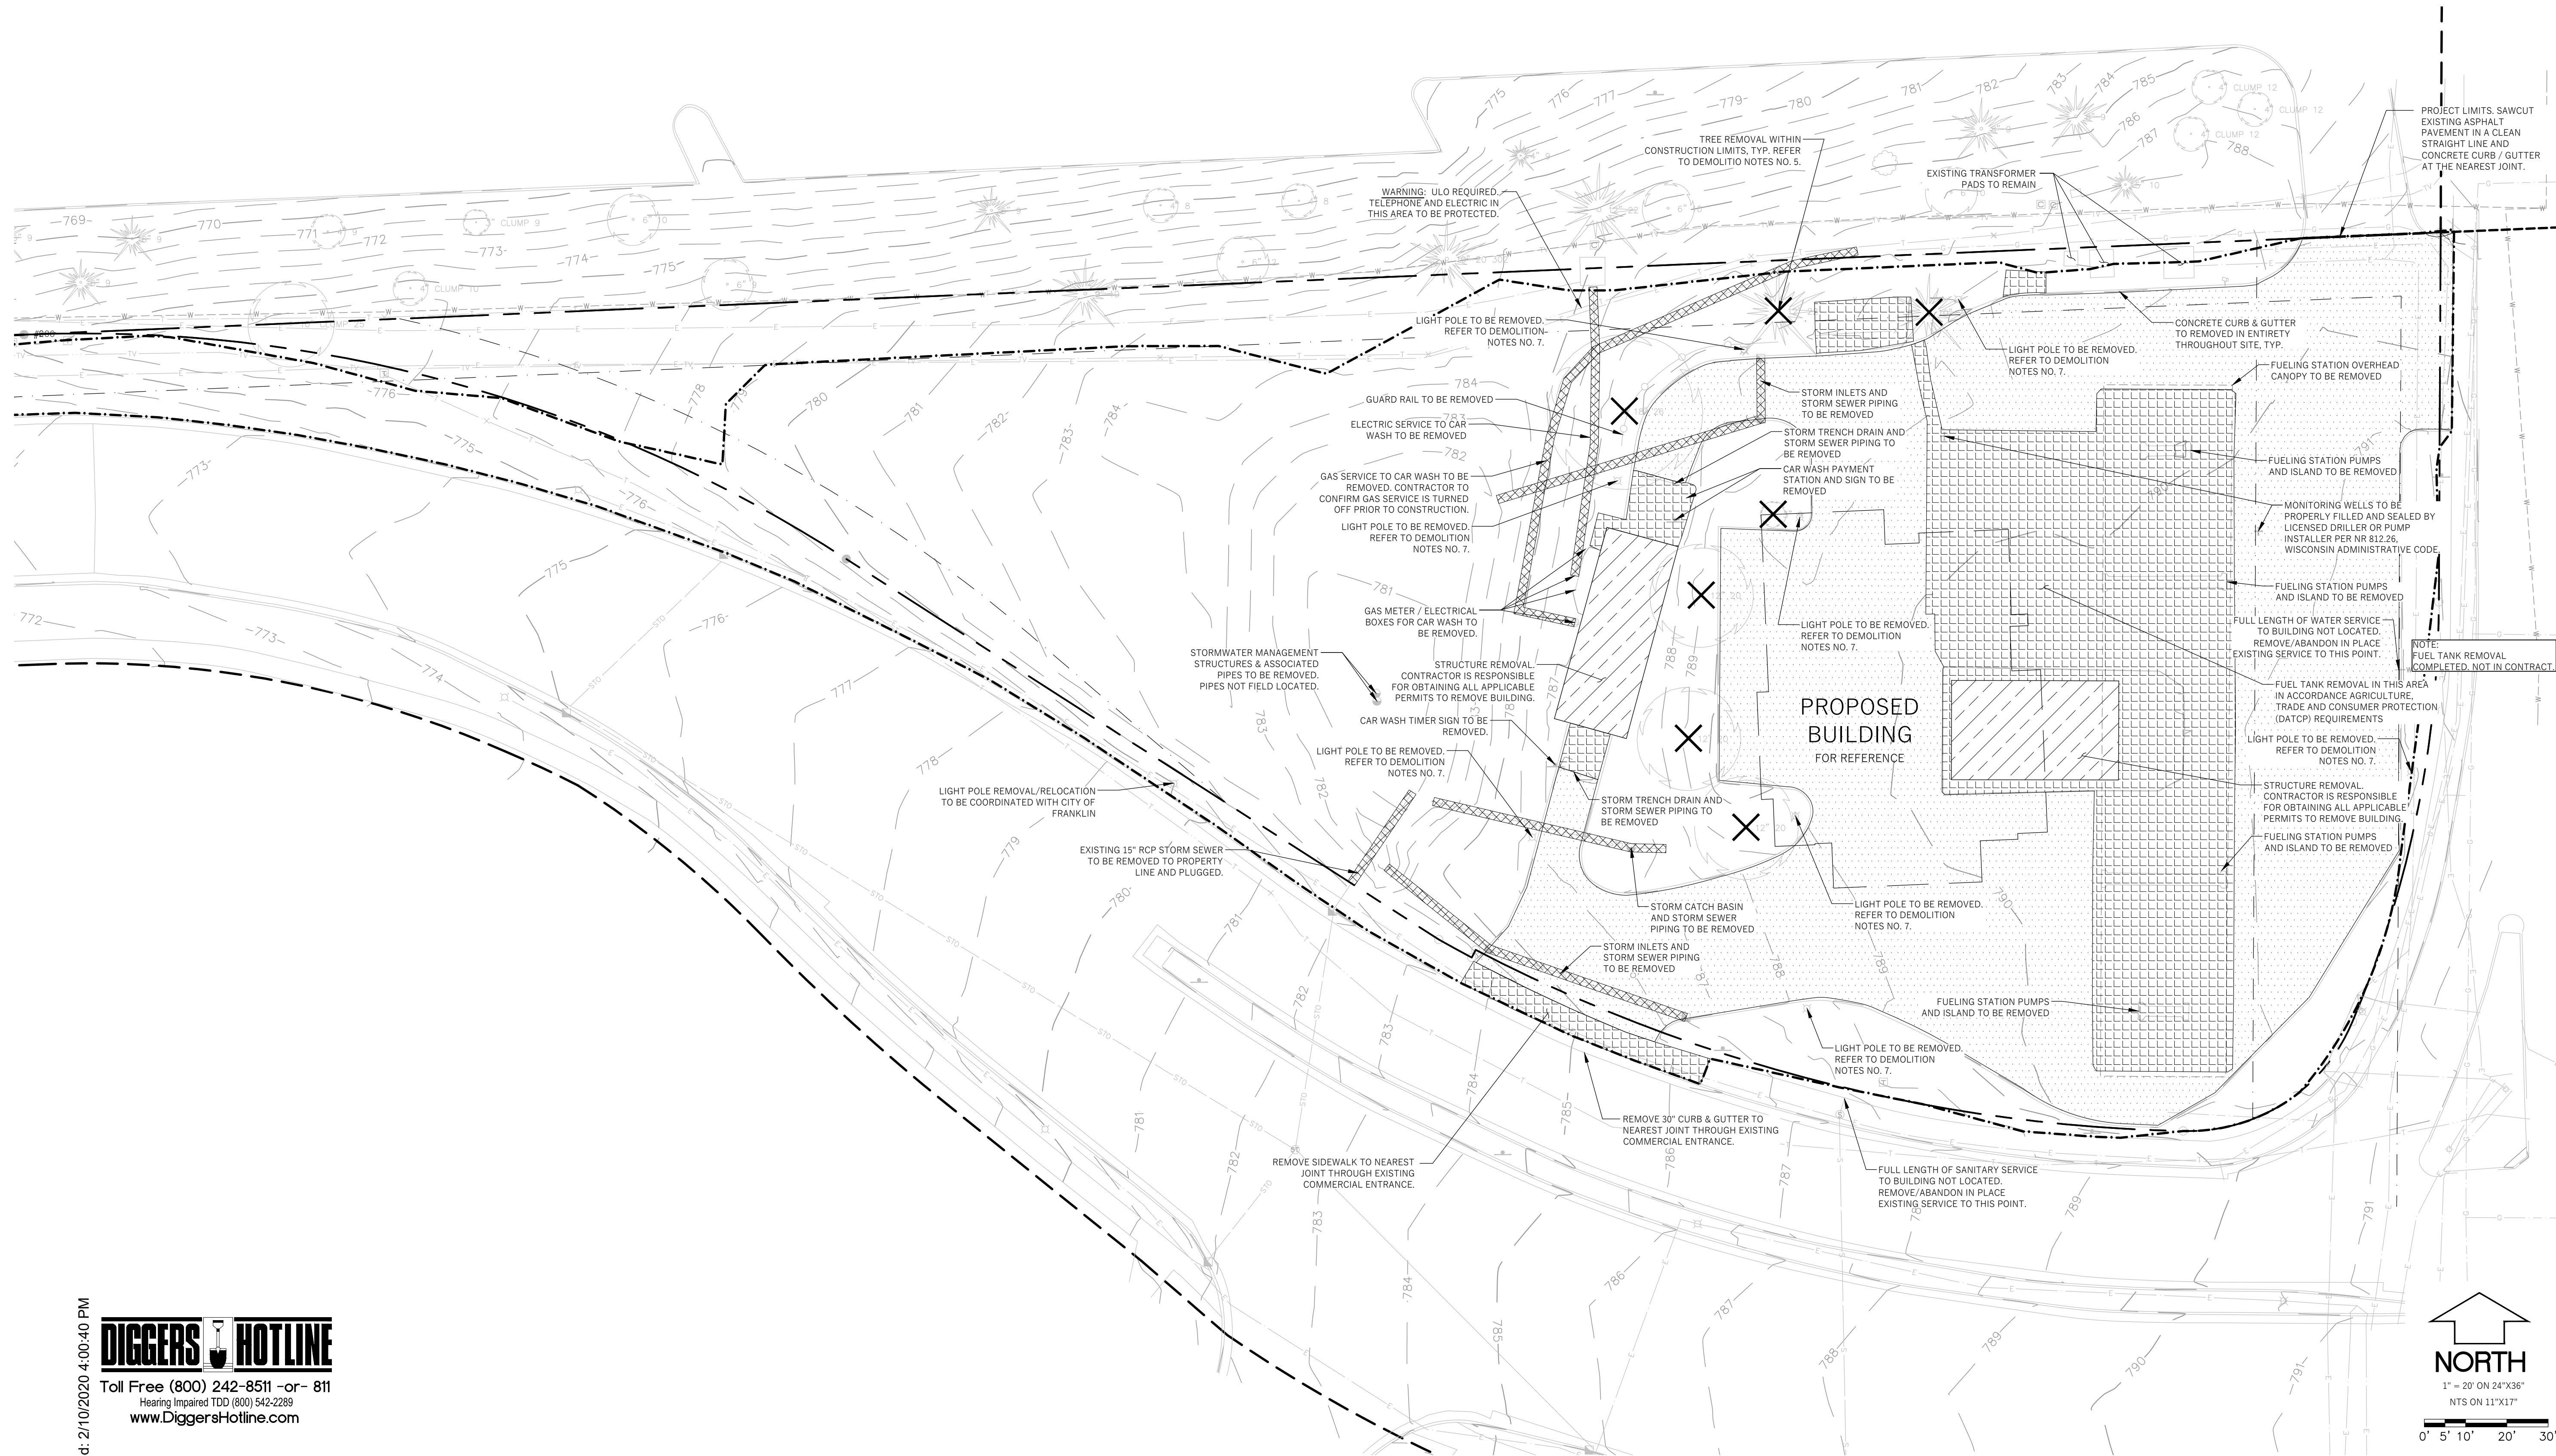 PROJECT LIMITS. SAWCUT
EXISTING ASPHALT
PAVEMENT IN A CLEAN
STRAIGHT LINE AND
CONCRETE CURB / GUTTER
AT THE NEAREST JOINT.
TREE REMOVAL WITHIN
CONSTRUCTION LIMITS, TYP. REFER
TO DEMOLITIO NOTES NO. 5.
EXISTING TRANSFORMER
PADS TO REMAIN
WARNING: ULO REQUIRED.
TELEPHONE AND ELECTRIC IN
THIS AREA TO BE PROTECTED.
LIGHT POLE TO BE REMOVED.
REFER TO DEMOLITION
NOTES NO. 7.
CONCRETE CURB & GUTTER
TO REMOVED IN ENTIRETY
THROUGHOUT SITE, TYP.
LIGHT POLE TO BE REMOVED.
REFER TO DEMOLITION
NOTES NO. 7.
FUELING STATION OVERHEAD
CANOPY TO BE REMOVED
GUARD RAIL TO BE REMOVED
STORM INLETS AND
STORM SEWER PIPING
TO BE REMOVED
ELECTRIC SERVICE TO CAR
WASH TO BE REMOVED
STORM TRENCH DRAIN AND
STORM SEWER PIPING TO
BE REMOVED
CAR WASH PAYMENT
STATION AND SIGN TO BE
REMOVED
FUELING STATION PUMPS
AND ISLAND TO BE REMOVED
GAS SERVICE TO CAR WASH TO BE
REMOVED. CONTRACTOR TO
CONFIRM GAS SERVICE IS TURNED
OFF PRIOR TO CONSTRUCTION.
MONITORING WELLS TO BE
PROPERLY FILLED AND SEALED BY
LICENSED DRILLER OR PUMP
INSTALLER PER NR 812.26,
WISCONSIN ADMINISTRATIVE CODE
LIGHT POLE TO BE REMOVED.
REFER TO DEMOLITION
NOTES NO. 7.
FUELING STATION PUMPS
AND ISLAND TO BE REMOVED
GAS METER / ELECTRICAL
BOXES FOR CAR WASH TO
BE REMOVED.
LIGHT POLE TO BE REMOVED.
REFER TO DEMOLITION
NOTES NO. 7.
FULL LENGTH OF WATER SERVICE
TO BUILDING NOT LOCATED.
REMOVE/ABANDON IN PLACE
EXISTING SERVICE TO THIS POINT.
NOTE:
FUEL TANK REMOVAL
COMPLETED. NOT IN CONTRACT.
STORMWATER MANAGEMENT
STRUCTURES & ASSOCIATED
PIPES TO BE REMOVED.
PIPES NOT FIELD LOCATED.
STRUCTURE REMOVAL.
CONTRACTOR IS RESPONSIBLE
FOR OBTAINING ALL APPLICABLE
PERMITS TO REMOVE BUILDING.
FUEL TANK REMOVAL IN THIS AREA
IN ACCORDANCE AGRICULTURE,
TRADE AND CONSUMER PROTECTION
(DATCP) REQUIREMENTS
PROPOSED
BUILDING
FOR REFERENCE
CAR WASH TIMER SIGN TO BE
REMOVED.
LIGHT POLE TO BE REMOVED.
REFER TO DEMOLITION
NOTES NO. 7.
LIGHT POLE TO BE REMOVED.
REFER TO DEMOLITION
NOTES NO. 7.
LIGHT POLE REMOVAL/RELOCATION
TO BE COORDINATED WITH CITY OF
FRANKLIN
STRUCTURE REMOVAL.
CONTRACTOR IS RESPONSIBLE
FOR OBTAINING ALL APPLICABLE
PERMITS TO REMOVE BUILDING.
STORM TRENCH DRAIN AND
STORM SEWER PIPING TO
BE REMOVED
FUELING STATION PUMPS
AND ISLAND TO BE REMOVED
EXISTING 15" RCP STORM SEWER
TO BE REMOVED TO PROPERTY
LINE AND PLUGGED.
STORM CATCH BASIN
AND STORM SEWER
PIPING TO BE REMOVED
LIGHT POLE TO BE REMOVED.
REFER TO DEMOLITION
NOTES NO. 7.
STORM INLETS AND
STORM SEWER PIPING
TO BE REMOVED
FUELING STATION PUMPS
AND ISLAND TO BE REMOVED
LIGHT POLE TO BE REMOVED.
REFER TO DEMOLITION
NOTES NO. 7.
REMOVE 30" CURB & GUTTER TO
NEAREST JOINT THROUGH EXISTING
COMMERCIAL ENTRANCE.
REMOVE SIDEWALK TO NEAREST
JOINT THROUGH EXISTING
COMMERCIAL ENTRANCE.
FULL LENGTH OF SANITARY SERVICE
TO BUILDING NOT LOCATED.
REMOVE/ABANDON IN PLACE
EXISTING SERVICE TO THIS POINT.
d: 2/10/2020 4:00:40 PM
DIGGERS HOTLINE
Toll Free (800) 242-8511 -or- 811
Hearing Impaired TDD (800) 542-2289
www.DiggersHotline.com
NORTH
1" = 20' ON 24"X36"
NTS ON 11"X17"
0' 5' 10' 20' 30'